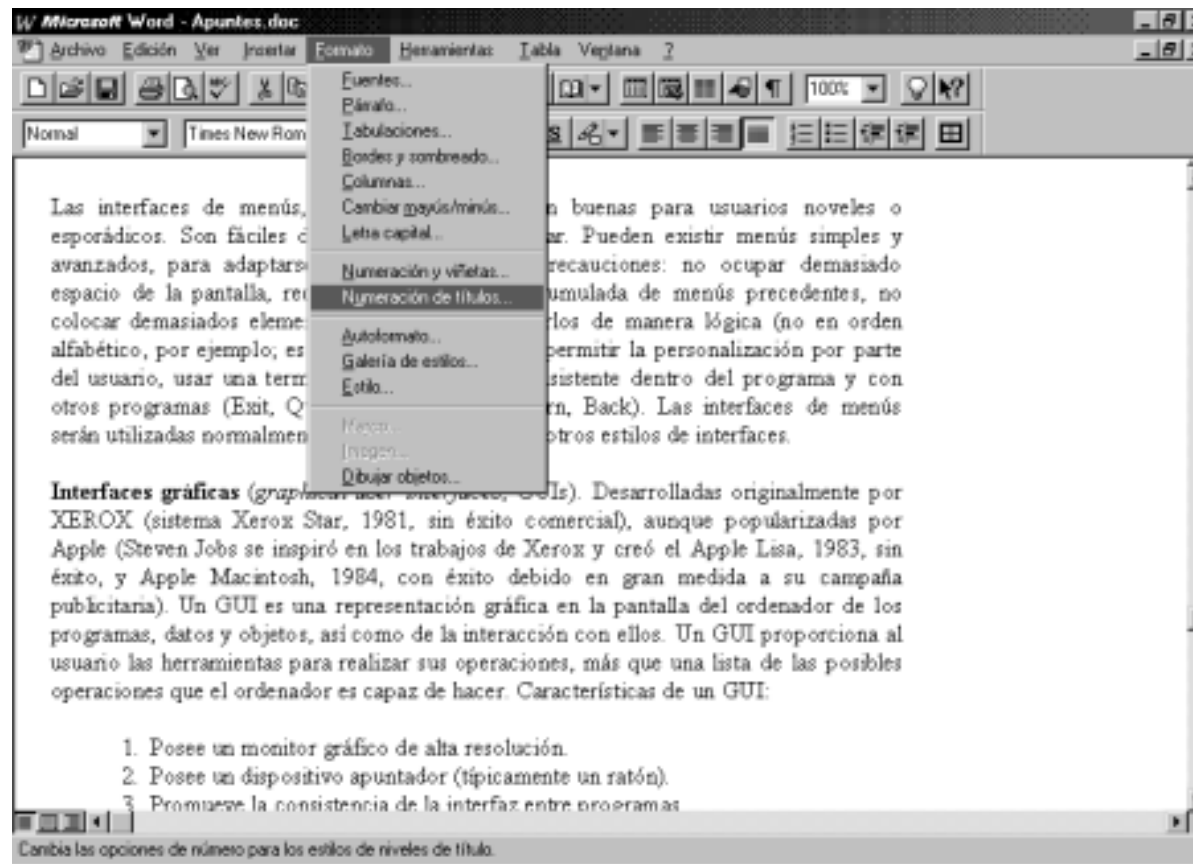 Microsoft Word - Apuntes.doc
Archivo Edición Ver Insertar Formato Herramientas Tabla Ventana ?
100%
Normal Times New Rom
Fuentes...
Párrafo...
Tabulaciones...
Bordes y sombreado...
Columnas...
Cambiar mayús/minús...
Letra capital...
Numeración y viñetas...
Numeración de títulos...
Autoformato...
Galería de estilos...
Estilo...
Marco...
Imagen...
Dibujar objetos...
Las interfaces de menús, n buenas para usuarios noveles o
esporádicos. Son fáciles ar. Pueden existir menús simples y
avanzados, para adaptars recauciones: no ocupar demasiado
espacio de la pantalla, re umulada de menús precedentes, no
colocar demasiados eleme rlos de manera lógica (no en orden
alfabético, por ejemplo; es permitir la personalización por parte
del usuario, usar una term sistente dentro del programa y con
otros programas (Exit, Q rn, Back). Las interfaces de menús
serán utilizadas normalmen otros estilos de interfaces.
Interfaces gráficas (graphical user interfaces, GUIs). Desarrolladas originalmente por
XEROX (sistema Xerox Star, 1981, sin éxito comercial), aunque popularizadas por
Apple (Steven Jobs se inspiró en los trabajos de Xerox y creó el Apple Lisa, 1983, sin
éxito, y Apple Macintosh, 1984, con éxito debido en gran medida a su campaña
publicitaria). Un GUI es una representación gráfica en la pantalla del ordenador de los
programas, datos y objetos, así como de la interacción con ellos. Un GUI proporciona al
usuario las herramientas para realizar sus operaciones, más que una lista de las posibles
operaciones que el ordenador es capaz de hacer. Características de un GUI:
1. Posee un monitor gráfico de alta resolución.
2. Posee un dispositivo apuntador (típicamente un ratón).
3. Promueve la consistencia de la interfaz entre programas
Cambia las opciones de número para los estilos de niveles de título.